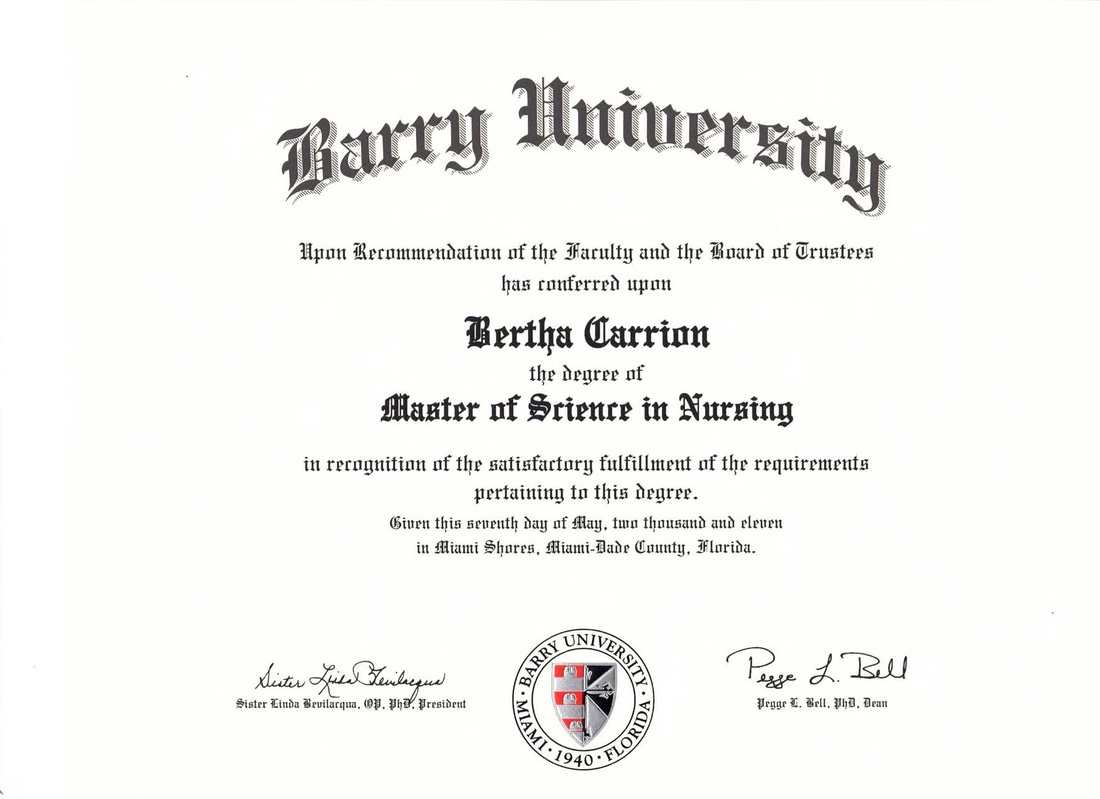 Barry University
Upon Recommendation of the Faculty and the Board of Trustees
has conferred upon
Bertha Carrion
the degree of
Master of Science in Nursing
in recognition of the satisfactory fulfillment of the requirements
pertaining to this degree.
Given this seventh day of May, two thousand and eleven
in Miami Shores, Miami-Dade County, Florida.
Sister Linda Bevilacqua
Sister Linda Bevilacqua, OP, PhD, President
BARRY UNIVERSITY
MIAMI · 1940 · FLORIDA
Pegge L. Bell
Pegge L. Bell, PhD, Dean